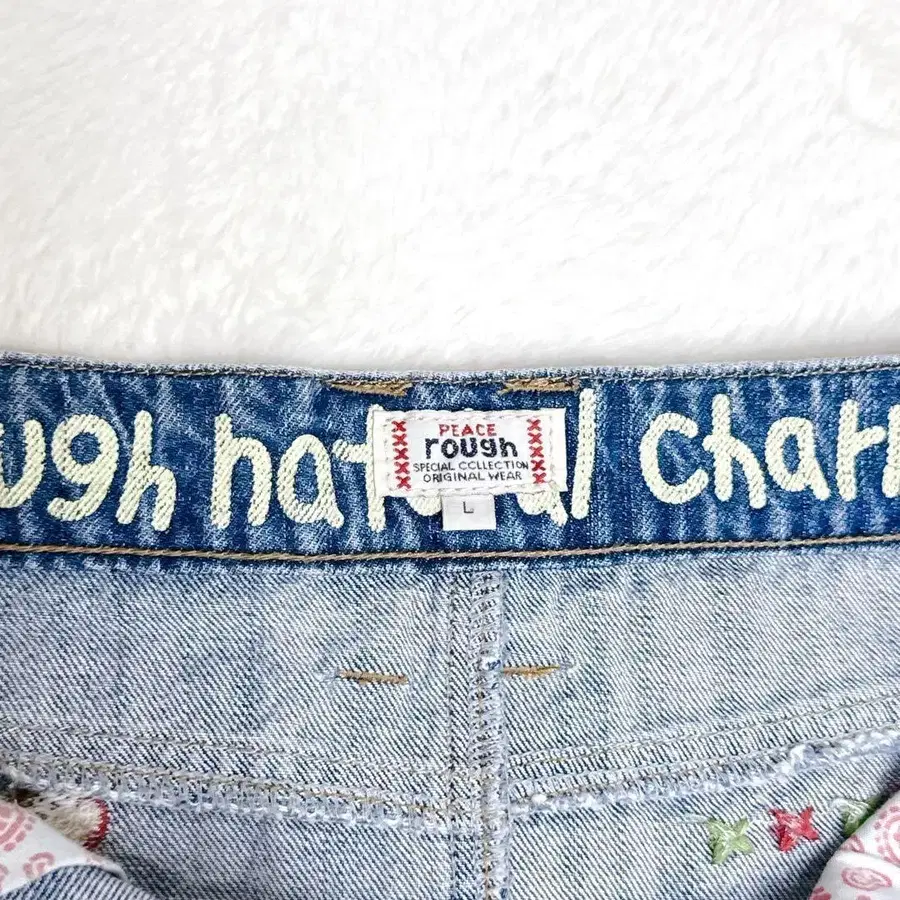 ugh natural charm
PEACE
rough
SPECIAL COLLECTION
ORIGINAL WEAR
L